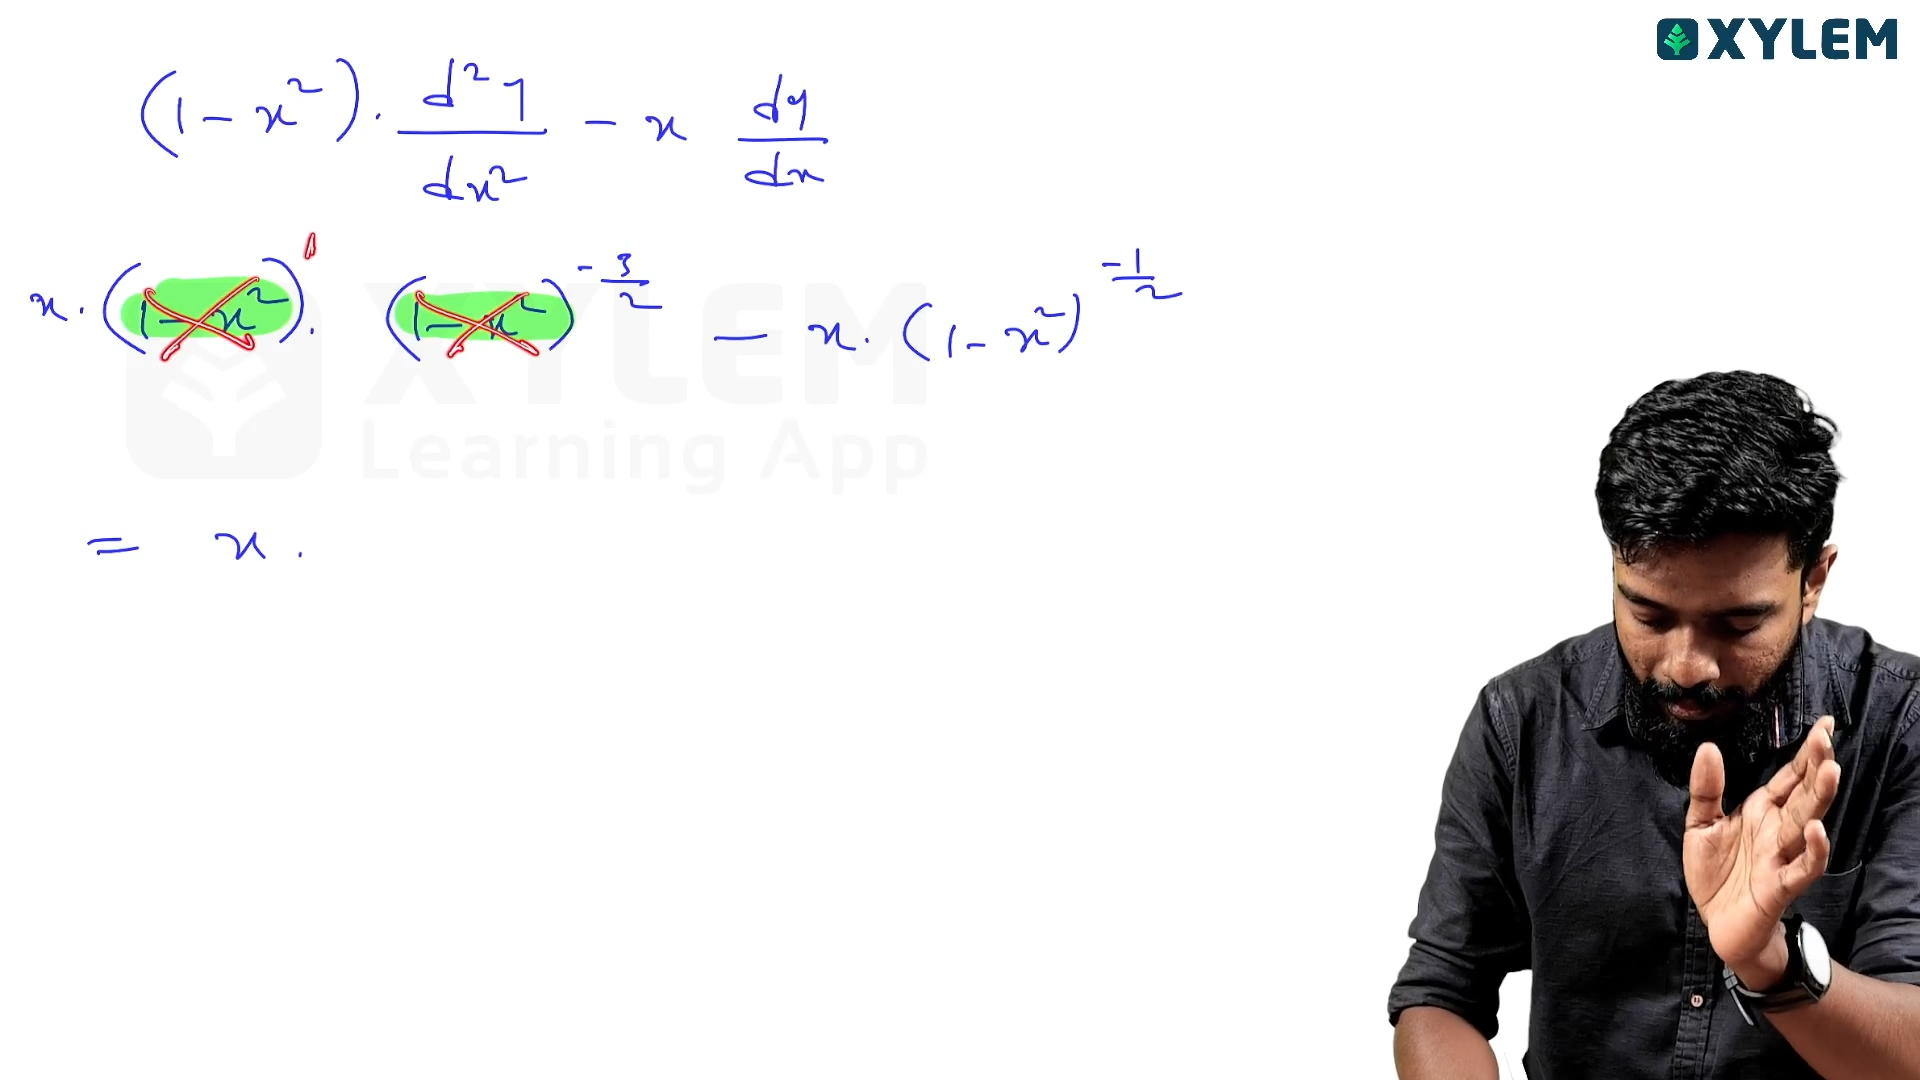 XYLEM
(1 - x²) · d²y/dx² - x dy/dx
x · (1 - x²)¹ · (1 - x²)^(-3/2) - x · (1 - x²)^(-1/2)
XYLEM
Learning App
= x ·